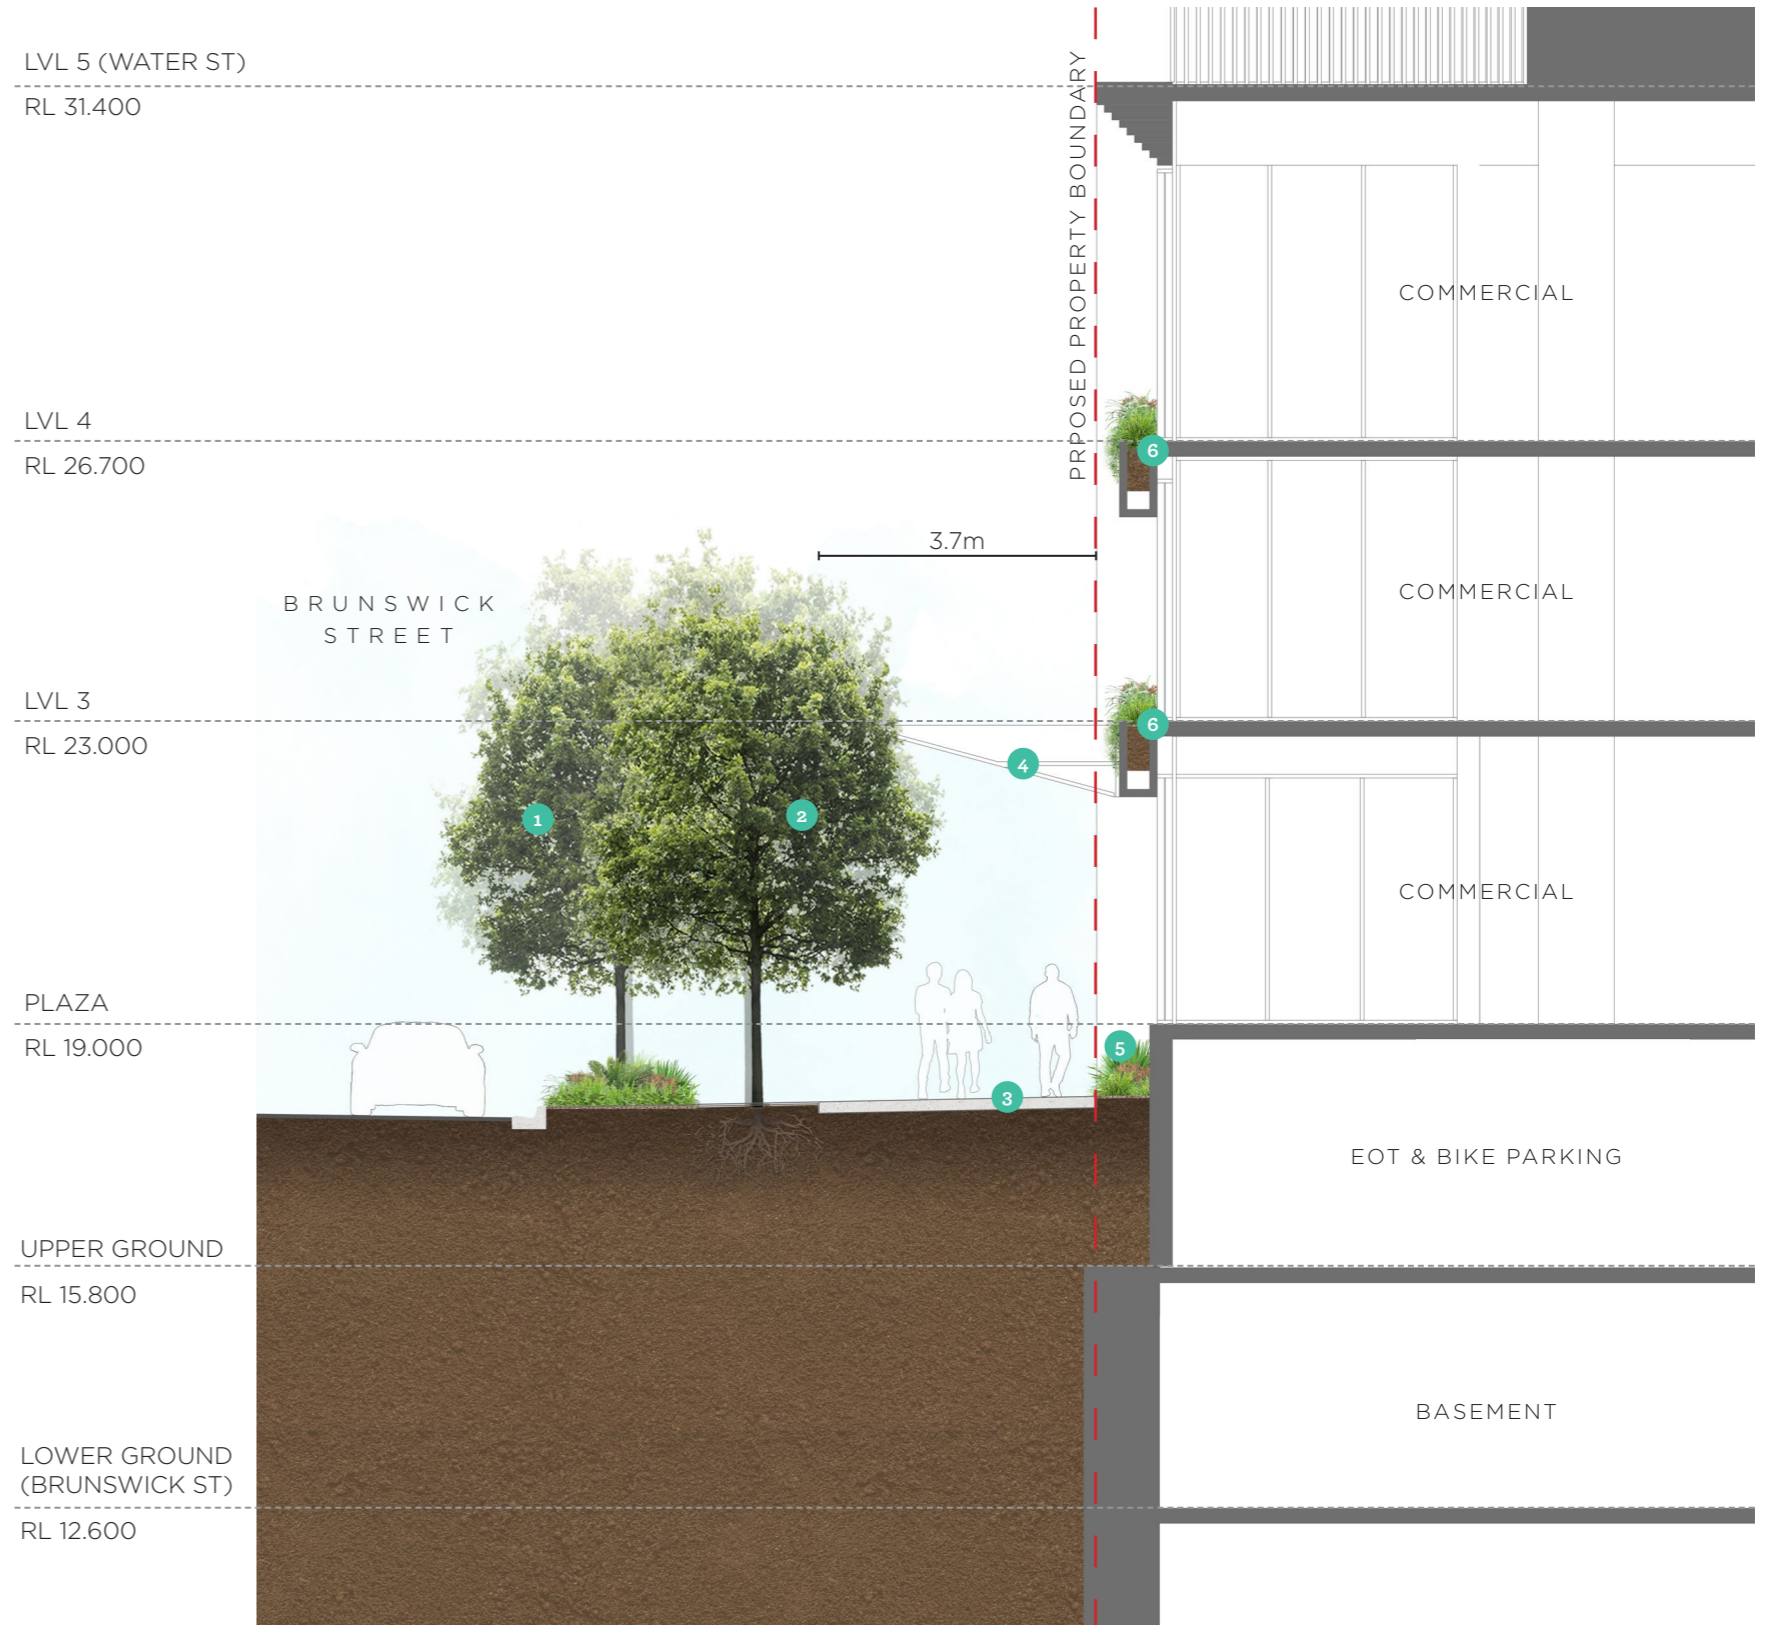 LVL 5 (WATER ST)
RL 31.400
PROPOSED PROPERTY BOUNDARY
COMMERCIAL
LVL 4
RL 26.700
6
3.7m
COMMERCIAL
BRUNSWICK
STREET
LVL 3
RL 23.000
6
4
1
2
COMMERCIAL
PLAZA
RL 19.000
5
3
EOT & BIKE PARKING
UPPER GROUND
RL 15.800
BASEMENT
LOWER GROUND
(BRUNSWICK ST)
RL 12.600